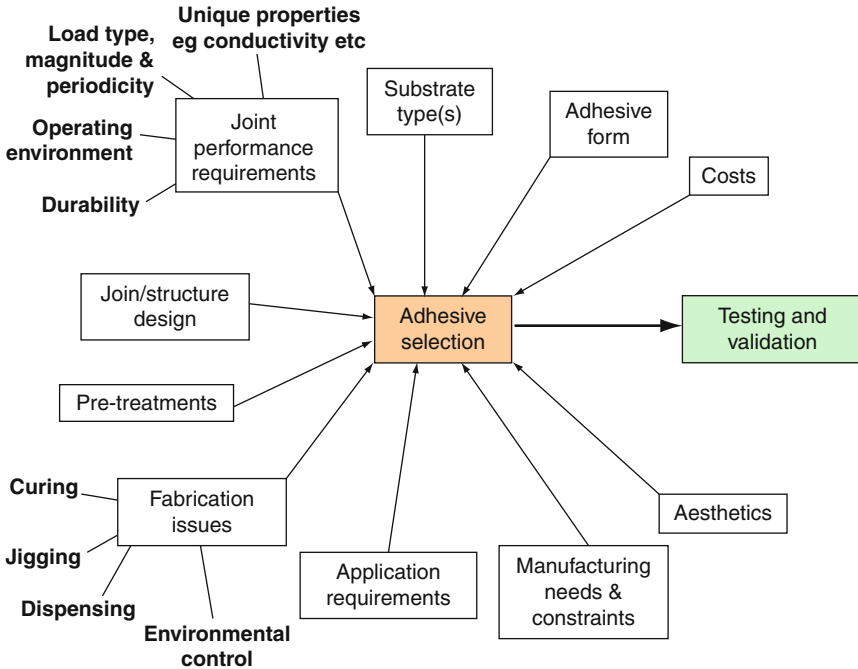 Unique properties
eg conductivity etc
Load type,
magnitude &
periodicity
Operating
environment
Durability
Joint
performance
requirements
Substrate
type(s)
Adhesive
form
Costs
Join/structure
design
Adhesive
selection
Testing and
validation
Pre-treatments
Curing
Jigging
Dispensing
Environmental
control
Fabrication
issues
Application
requirements
Manufacturing
needs &
constraints
Aesthetics